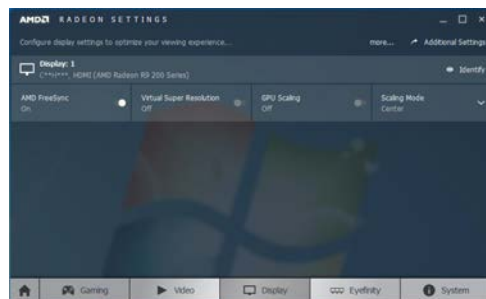 AMD RADEON SETTINGS
Configure display settings to optimize your viewing experience... more... Additional Settings
Display: 1
C**H***, HDMI (AMD Radeon R9 200 Series) Identify
AMD FreeSync Virtual Super Resolution GPU Scaling Scaling Mode
On Off Off Center
Gaming Video Display Eyefinity System